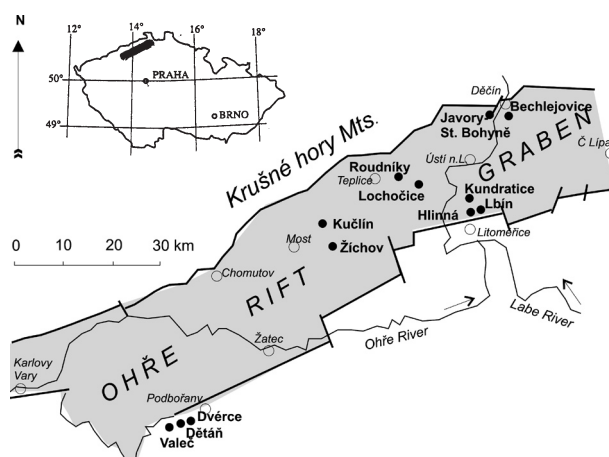 N
12° 14° 16° 18°
50°
PRAHA
49°
BRNO
Děčín
Javory
Bechlejovice
St. Bohyně
Krušné hory Mts.
Ústí n.L
GRABEN
Č Lípa
Roudníky
Teplice
Lochočice
Kundratice
Lbín
Hlinná
Litoměřice
Kučlín
Most
Žichov
0 10 20 30 km
Chomutov
RIFT
Labe River
Ohře River
Žatec
OHŘE
Karlovy
Vary
Podbořany
Dvérce
Dětáň
Valeč